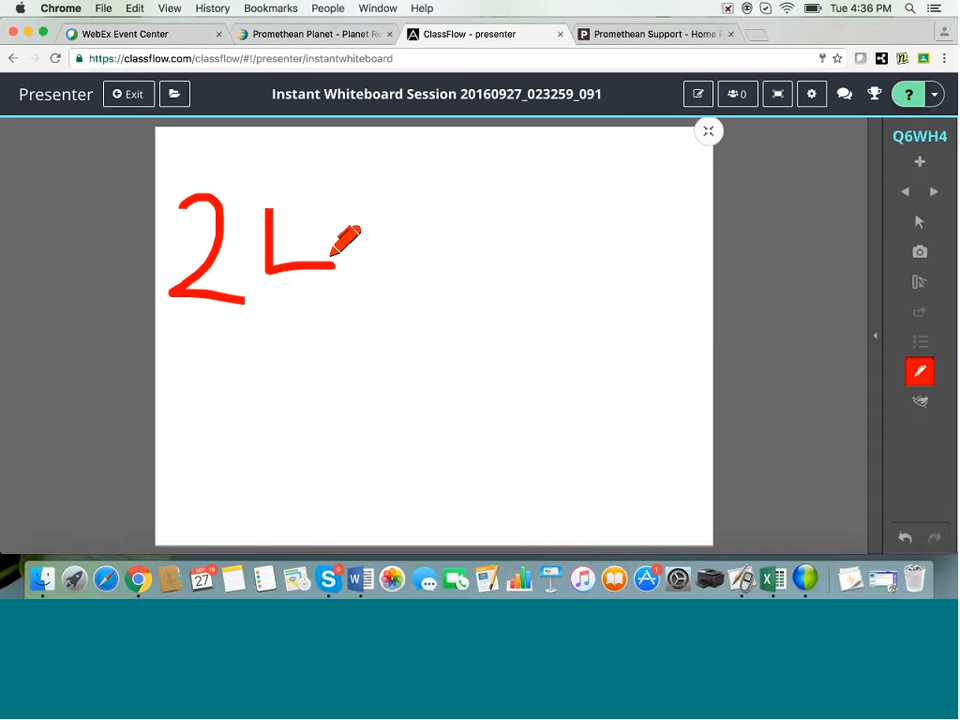 Chrome File Edit View History Bookmarks People Window Help Tue 4:36 PM
WebEx Event Center Promethean Planet - Planet Re ClassFlow - presenter Promethean Support - Home P
https://classflow.com/classflow/#!/presenter/instantwhiteboard
Presenter Exit Instant Whiteboard Session 20160927_023259_091 0 ?
Q6WH4
2 L
27